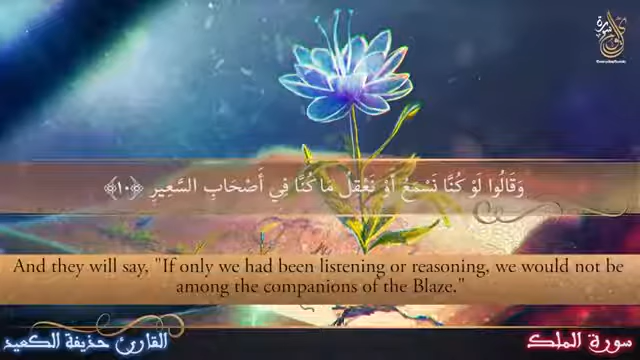 وَقَالُوا لَوْ كُنَّا نَسْمَعُ أَوْ نَعْقِلُ مَا كُنَّا فِي أَصْحَابِ السَّعِيرِ ﴿١٠﴾
And they will say, "If only we had been listening or reasoning, we would not be
among the companions of the Blaze."
سورة الملك
القارئ حذيفة الكعيد